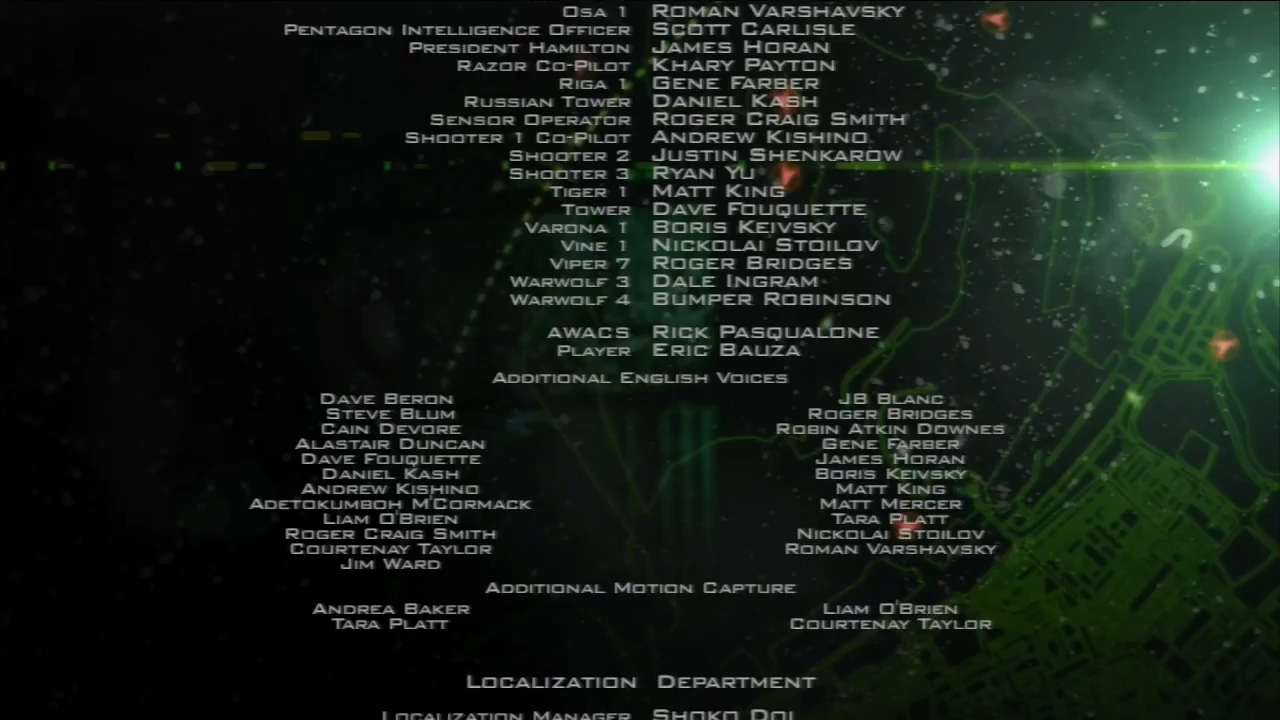 Osa 1 Roman Varshavsky
Pentagon Intelligence Officer Scott Carlisle
President Hamilton James Horan
Razor Co-Pilot Khary Payton
Riga 1 Gene Farber
Russian Tower Daniel Kash
Sensor Operator Roger Craig Smith
Shooter 1 Co-Pilot Andrew Kishino
Shooter 2 Justin Shenkarow
Shooter 3 Ryan Yu
Tiger 1 Matt King
Tower Dave Fouquette
Varona 1 Boris Keivsky
Vine 1 Nickolai Stoilov
Viper 7 Roger Bridges
Warwolf 3 Dale Ingram
Warwolf 4 Bumper Robinson
AWACS Rick Pasqualone
Player Eric Bauza
Additional English Voices
Dave Beron JB Blanc
Steve Blum Roger Bridges
Cain Devore Robin Atkin Downes
Alastair Duncan Gene Farber
Dave Fouquette James Horan
Daniel Kash Boris Keivsky
Andrew Kishino Matt King
Adetokumboh M'Cormack Matt Mercer
Liam O'Brien Tara Platt
Roger Craig Smith Nickolai Stoilov
Courtenay Taylor Roman Varshavsky
Jim Ward
Additional Motion Capture
Andrea Baker Liam O'Brien
Tara Platt Courtenay Taylor
Localization Department
Localization Manager Shoko Doi